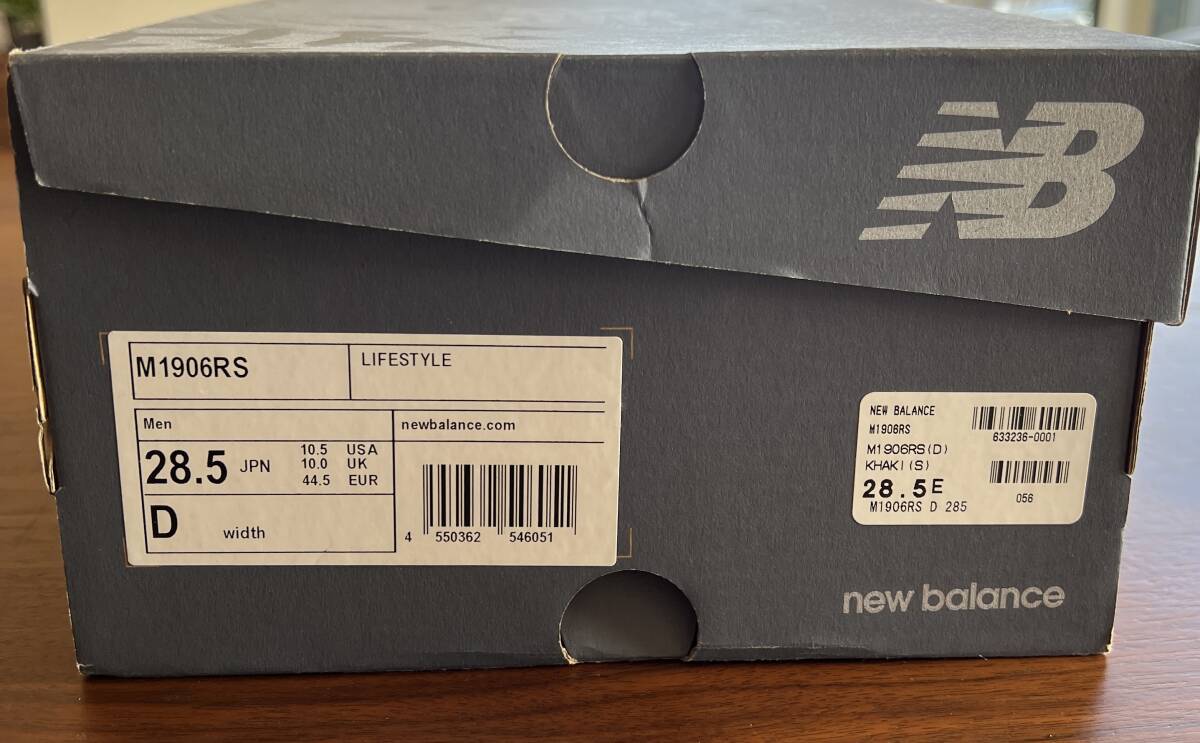 NB
M1906RS
LIFESTYLE
Men
newbalance.com
28.5 JPN
10.5 USA
10.0 UK
44.5 EUR
D width
4 550362 546051
NEW BALANCE
M1906RS
633236-0001
M1906RS(D)
KHAKI(S)
28.5E
056
M1906RS D 285
new balance